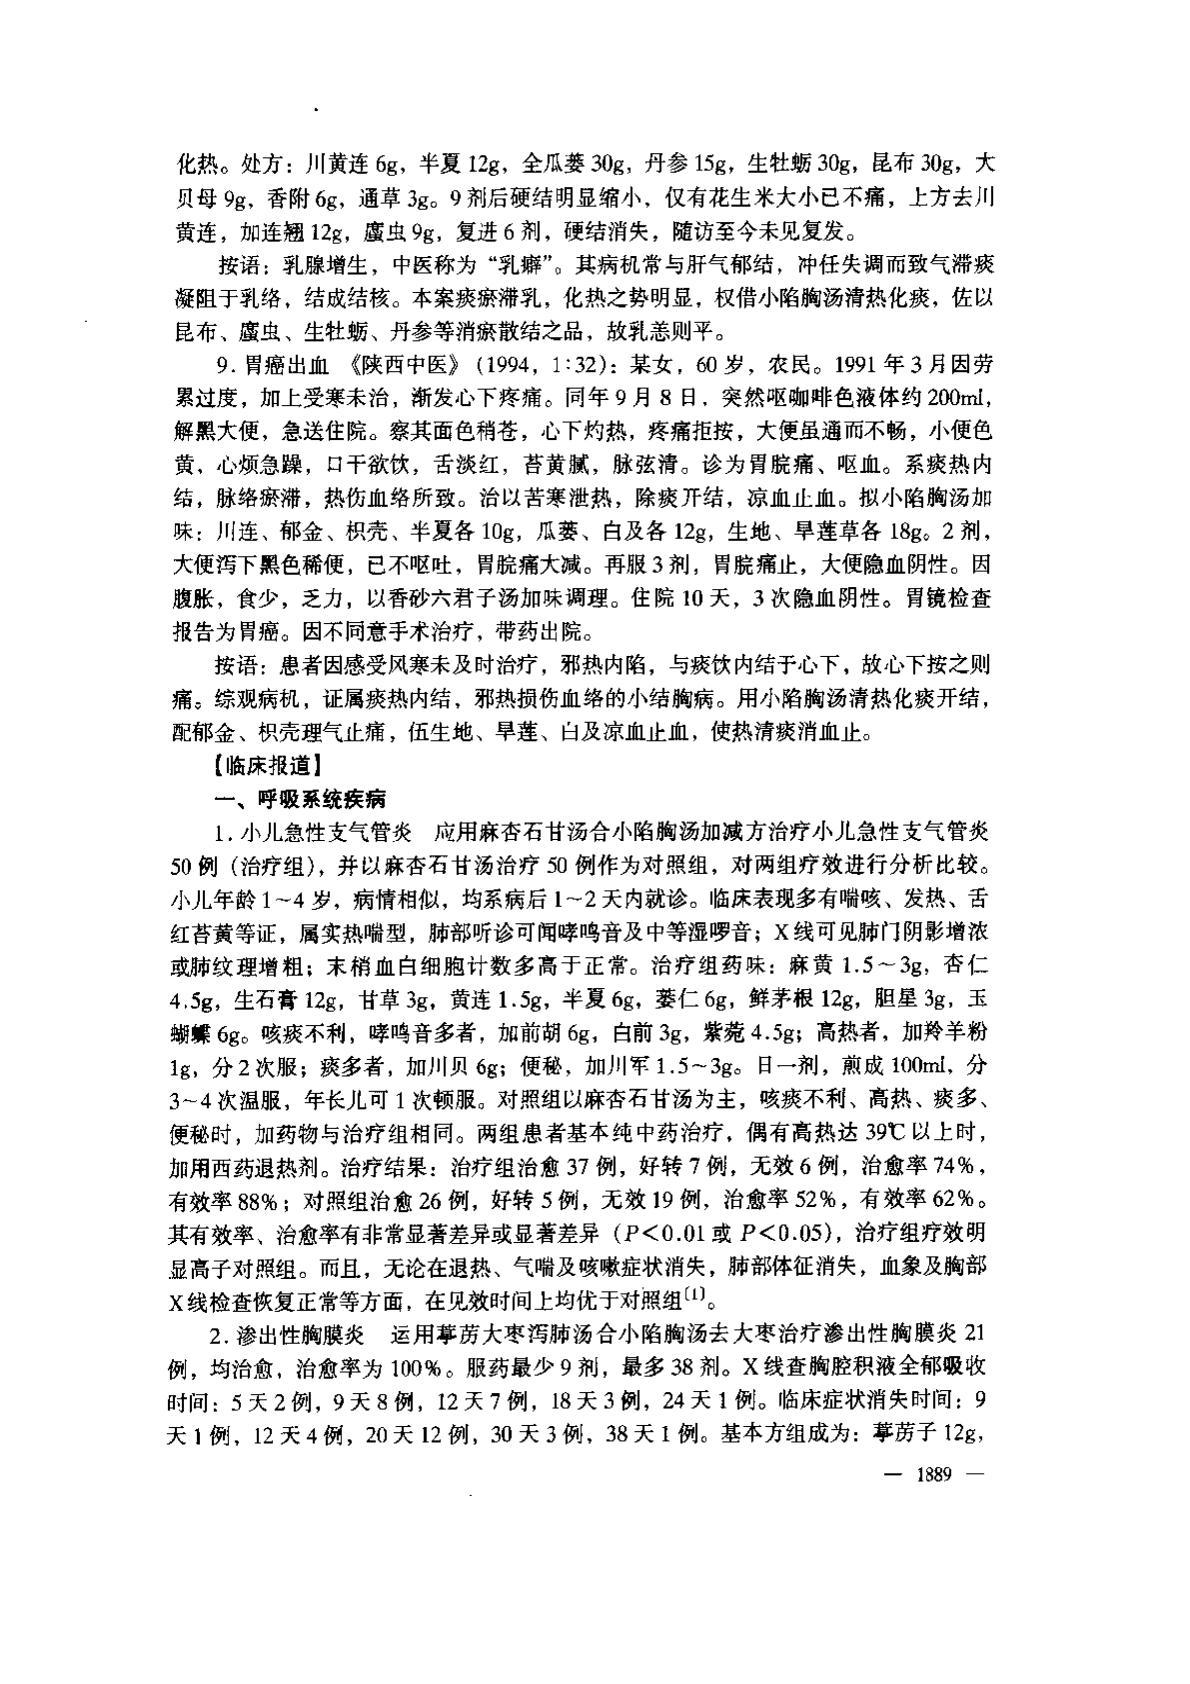 化热。处方：川黄连 6g，半夏 12g，全瓜蒌 30g，丹参 15g，生牡蛎 30g，昆布 30g，大
贝母 9g，香附 6g，通草 3g。9 剂后硬结明显缩小，仅有花生米大小已不痛，上方去川
黄连，加连翘 12g，䗪虫 9g，复进 6 剂，硬结消失，随访至今未见复发。
按语：乳腺增生，中医称为“乳癖”。其病机常与肝气郁结，冲任失调而致气滞痰
凝阻于乳络，结成结核。本案痰瘀滞乳，化热之势明显，权借小陷胸汤清热化痰，佐以
昆布、䗪虫、生牡蛎、丹参等消瘀散结之品，故乳恙则平。
9. 胃癌出血　《陕西中医》（1994，1:32）：某女，60 岁，农民。1991 年 3 月因劳
累过度，加上受寒未治，渐发心下疼痛。同年 9 月 8 日，突然呕咖啡色液体约 200ml，
解黑大便，急送住院。察其面色稍苍，心下灼热，疼痛拒按，大便虽通而不畅，小便色
黄，心烦急躁，口干欲饮，舌淡红，苔黄腻，脉弦清。诊为胃脘痛、呕血。系痰热内
结，脉络瘀滞，热伤血络所致。治以苦寒泄热，除痰开结，凉血止血。拟小陷胸汤加
味：川连、郁金、枳壳、半夏各 10g，瓜蒌、白及各 12g，生地、旱莲草各 18g。2 剂，
大便泻下黑色稀便，已不呕吐，胃脘痛大减。再服 3 剂，胃脘痛止，大便隐血阴性。因
腹胀，食少，乏力，以香砂六君子汤加味调理。住院 10 天，3 次隐血阴性。胃镜检查
报告为胃癌。因不同意手术治疗，带药出院。
按语：患者因感受风寒未及时治疗，邪热内陷，与痰饮内结于心下，故心下按之则
痛。综观病机，证属痰热内结，邪热损伤血络的小结胸病。用小陷胸汤清热化痰开结，
配郁金、枳壳理气止痛，伍生地、旱莲、白及凉血止血，使热清痰消血止。
【临床报道】
一、呼吸系统疾病
1. 小儿急性支气管炎　应用麻杏石甘汤合小陷胸汤加减方治疗小儿急性支气管炎
50 例（治疗组），并以麻杏石甘汤治疗 50 例作为对照组，对两组疗效进行分析比较。
小儿年龄 1～4 岁，病情相似，均系病后 1～2 天内就诊。临床表现多有喘咳、发热、舌
红苔黄等证，属实热喘型，肺部听诊可闻哮鸣音及中等湿啰音；X 线可见肺门阴影增浓
或肺纹理增粗；末梢血白细胞计数多高于正常。治疗组药味：麻黄 1.5～3g，杏仁
4.5g，生石膏 12g，甘草 3g，黄连 1.5g，半夏 6g，蒌仁 6g，鲜茅根 12g，胆星 3g，玉
蝴蝶 6g。咳痰不利，哮鸣音多者，加前胡 6g，白前 3g，紫菀 4.5g；高热者，加羚羊粉
1g，分 2 次服；痰多者，加川贝 6g；便秘，加川军 1.5～3g。日一剂，煎成 100ml，分
3～4 次温服，年长儿可 1 次顿服。对照组以麻杏石甘汤为主，咳痰不利、高热、痰多、
便秘时，加药物与治疗组相同。两组患者基本纯中药治疗，偶有高热达 39℃ 以上时，
加用西药退热剂。治疗结果：治疗组治愈 37 例，好转 7 例，无效 6 例，治愈率 74%，
有效率 88%；对照组治愈 26 例，好转 5 例，无效 19 例，治愈率 52%，有效率 62%。
其有效率、治愈率有非常显著差异或显著差异（P<0.01 或 P<0.05），治疗组疗效明
显高于对照组。而且，无论在退热、气喘及咳嗽症状消失，肺部体征消失，血象及胸部
X 线检查恢复正常等方面，在见效时间上均优于对照组〔1〕。
2. 渗出性胸膜炎　运用葶苈大枣泻肺汤合小陷胸汤去大枣治疗渗出性胸膜炎 21
例，均治愈，治愈率为 100%。服药最少 9 剂，最多 38 剂。X 线查胸腔积液全部吸收
时间：5 天 2 例，9 天 8 例，12 天 7 例，18 天 3 例，24 天 1 例。临床症状消失时间：9
天 1 例，12 天 4 例，20 天 12 例，30 天 3 例，38 天 1 例。基本方组成为：葶苈子 12g，
— 1889 —